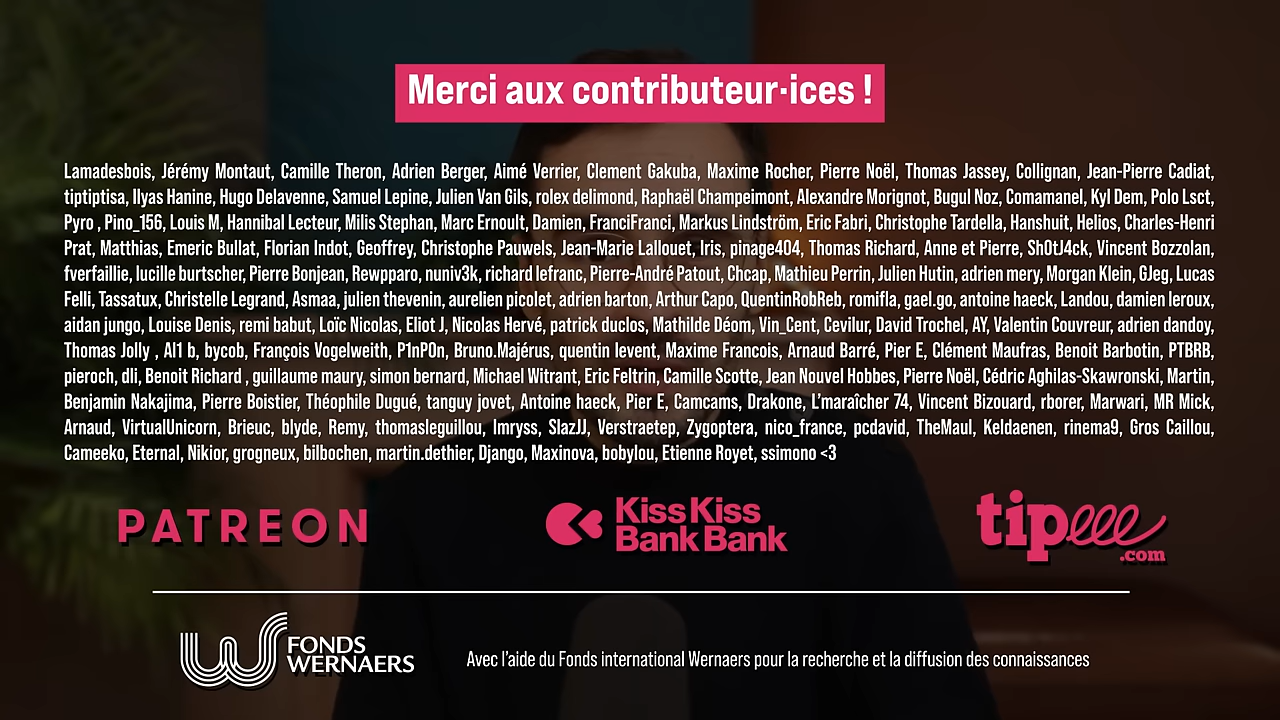 Merci aux contributeur·ices !
Lamadesbois, Jérémy Montaut, Camille Theron, Adrien Berger, Aimé Verrier, Clement Gakuba, Maxime Rocher, Pierre Noël, Thomas Jassey, Collignan, Jean-Pierre Cadiat,
tiptiptisa, Ilyas Hanine, Hugo Delavenne, Samuel Lepine, Julien Van Gils, rolex delimond, Raphaël Champeimont, Alexandre Morignot, Bugul Noz, Comamanel, Kyl Dem, Polo Lsct,
Pyro , Pino_156, Louis M, Hannibal Lecteur, Milis Stephan, Marc Ernoult, Damien, FranciFranci, Markus Lindström, Eric Fabri, Christophe Tardella, Hanshuit, Helios, Charles-Henri
Prat, Matthias, Emeric Bullat, Florian Indot, Geoffrey, Christophe Pauwels, Jean-Marie Lallouet, Iris, pinage404, Thomas Richard, Anne et Pierre, Sh0tJ4ck, Vincent Bozzolan,
fverfaillie, lucille burtscher, Pierre Bonjean, Rewpparo, nuniv3k, richard lefranc, Pierre-André Patout, Chcap, Mathieu Perrin, Julien Hutin, adrien mery, Morgan Klein, GJeg, Lucas
Felli, Tassatux, Christelle Legrand, Asmaa, julien thevenin, aurelien picolet, adrien barton, Arthur Capo, QuentinRobReb, romifla, gael.go, antoine haeck, Landou, damien leroux,
aidan jungo, Louise Denis, remi babut, Loïc Nicolas, Eliot J, Nicolas Hervé, patrick duclos, Mathilde Déom, Vin_Cent, Cevilur, David Trochel, AY, Valentin Couvreur, adrien dandoy,
Thomas Jolly , Al1 b, bycob, François Vogelweith, P1nP0n, Bruno.Majérus, quentin levent, Maxime Francois, Arnaud Barré, Pier E, Clément Maufras, Benoit Barbotin, PTBRB,
pieroch, dli, Benoit Richard , guillaume maury, simon bernard, Michael Witrant, Eric Feltrin, Camille Scotte, Jean Nouvel Hobbes, Pierre Noël, Cédric Aghilas-Skawronski, Martin,
Benjamin Nakajima, Pierre Boistier, Théophile Dugué, tanguy jovet, Antoine haeck, Pier E, Camcams, Drakone, L'maraîcher 74, Vincent Bizouard, rborer, Marwari, MR Mick,
Arnaud, VirtualUnicorn, Brieuc, blyde, Remy, thomasleguillou, Imryss, SlazJJ, Verstraetep, Zygoptera, nico_france, pcdavid, TheMaul, Keldaenen, rinema9, Gros Caillou,
Cameeko, Eternal, Nikior, grogneux, bilbochen, martin.dethier, Django, Maxinova, bobylou, Etienne Royet, ssimono <3
PATREON
KissKiss
BankBank
tipeee
.com
FONDS
WERNAERS
Avec l'aide du Fonds international Wernaers pour la recherche et la diffusion des connaissances